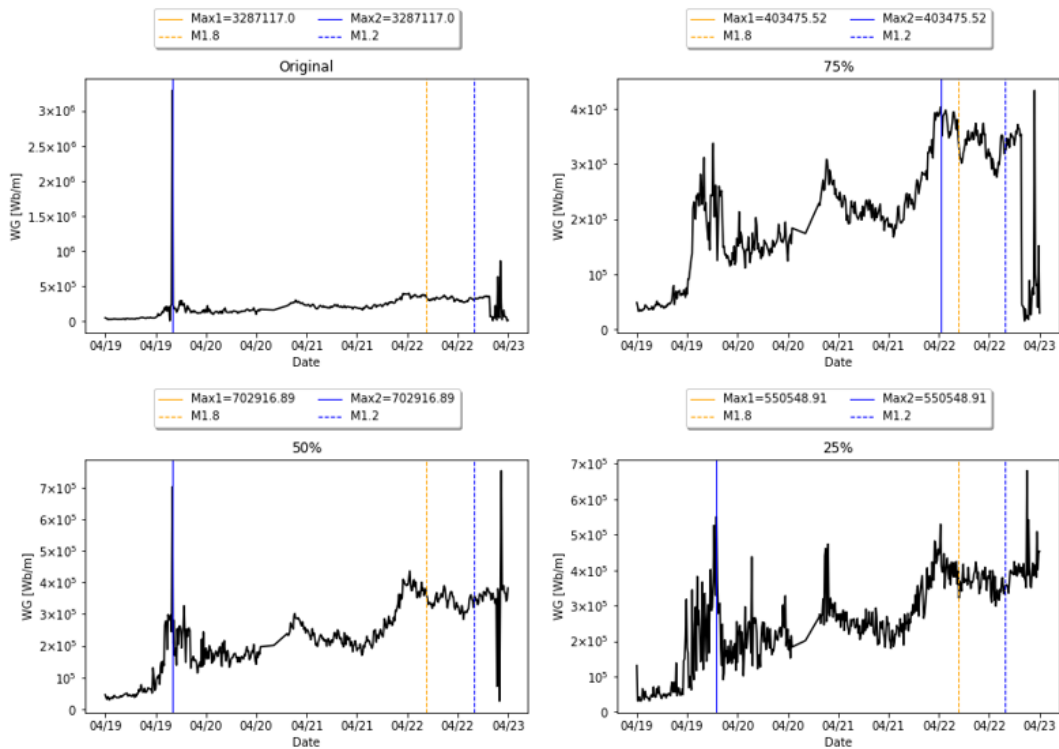 Max1=3287117.0 Max2=3287117.0
M1.8 M1.2
Original
WG [Wb/m]
3×10⁶
2.5×10⁶
2×10⁶
1.5×10⁶
10⁶
5×10⁵
0
04/19 04/19 04/20 04/20 04/21 04/21 04/22 04/22 04/23
Date
Max1=403475.52 Max2=403475.52
M1.8 M1.2
75%
WG [Wb/m]
4×10⁵
3×10⁵
2×10⁵
10⁵
0
04/19 04/19 04/20 04/20 04/21 04/21 04/22 04/22 04/23
Date
Max1=702916.89 Max2=702916.89
M1.8 M1.2
50%
WG [Wb/m]
7×10⁵
6×10⁵
5×10⁵
4×10⁵
3×10⁵
2×10⁵
10⁵
0
04/19 04/19 04/20 04/20 04/21 04/21 04/22 04/22 04/23
Date
Max1=550548.91 Max2=550548.91
M1.8 M1.2
25%
WG [Wb/m]
7×10⁵
6×10⁵
5×10⁵
4×10⁵
3×10⁵
2×10⁵
10⁵
0
04/19 04/19 04/20 04/20 04/21 04/21 04/22 04/22 04/23
Date